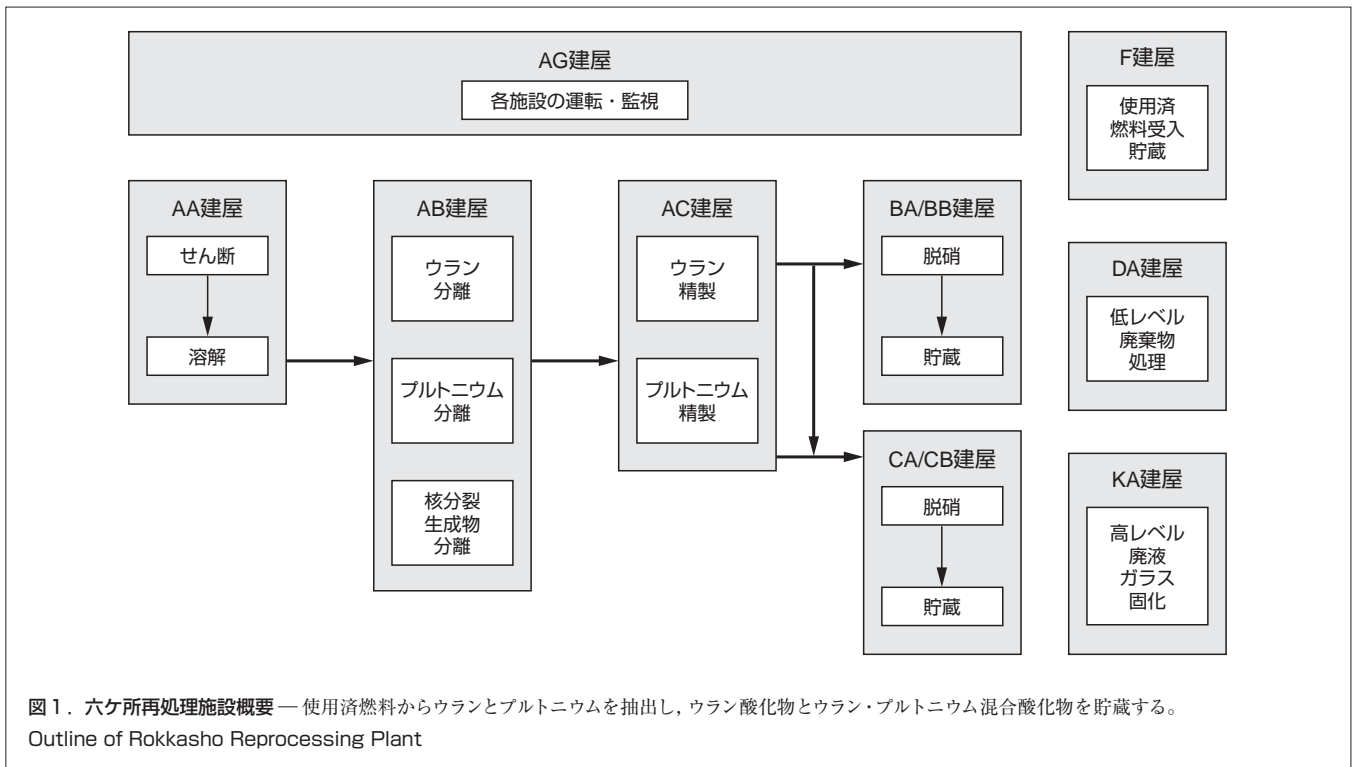 AG建屋
各施設の運転・監視
F建屋
使用済
燃料受入
貯蔵
AA建屋
せん断
溶解
AB建屋
ウラン
分離
プルトニウム
分離
核分裂
生成物
分離
AC建屋
ウラン
精製
プルトニウム
精製
BA/BB建屋
脱硝
貯蔵
CA/CB建屋
脱硝
貯蔵
DA建屋
低レベル
廃棄物
処理
KA建屋
高レベル
廃液
ガラス
固化
図1．六ケ所再処理施設概要 — 使用済燃料からウランとプルトニウムを抽出し，ウラン酸化物とウラン・プルトニウム混合酸化物を貯蔵する。
Outline of Rokkasho Reprocessing Plant